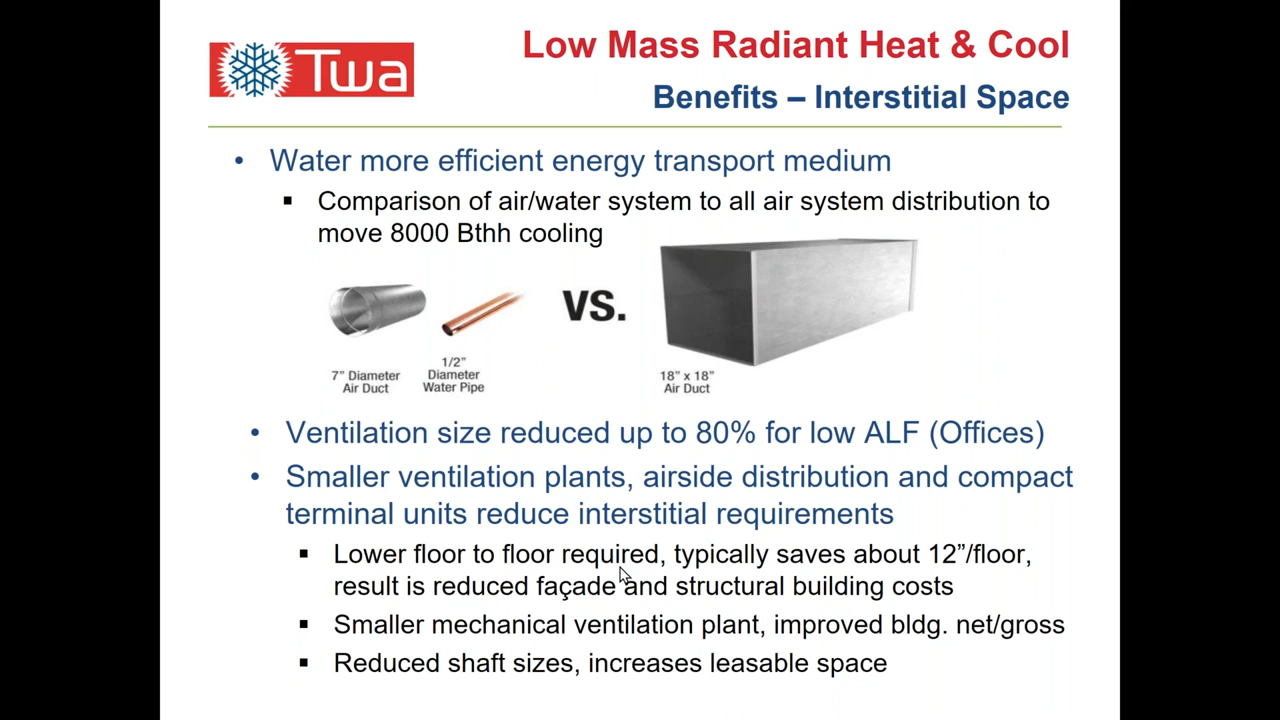 Twa
Low Mass Radiant Heat & Cool
Benefits – Interstitial Space
• Water more efficient energy transport medium
▪ Comparison of air/water system to all air system distribution to
move 8000 Bthh cooling
VS.
7” Diameter
Air Duct
1/2”
Diameter
Water Pipe
18” x 18”
Air Duct
• Ventilation size reduced up to 80% for low ALF (Offices)
• Smaller ventilation plants, airside distribution and compact
terminal units reduce interstitial requirements
▪ Lower floor to floor required, typically saves about 12”/floor,
result is reduced façade and structural building costs
▪ Smaller mechanical ventilation plant, improved bldg. net/gross
▪ Reduced shaft sizes, increases leasable space